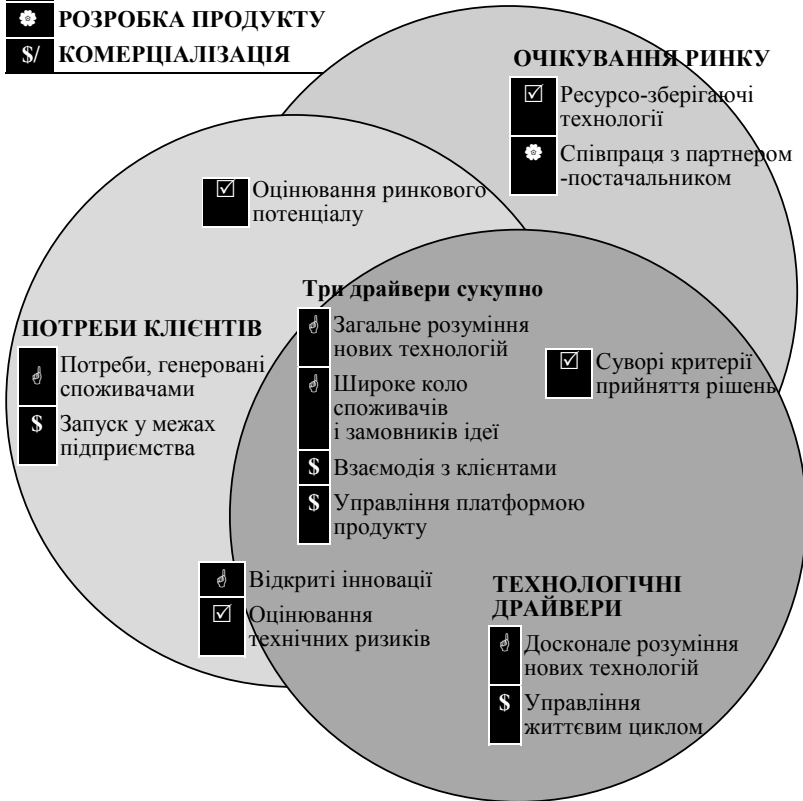 РОЗРОБКА ПРОДУКТУ
$/ КОМЕРЦІАЛІЗАЦІЯ
ОЧІКУВАННЯ РИНКУ
Ресурсо-зберігаючі
технології
Співпраця з партнером
-постачальником
Оцінювання ринкового
потенціалу
Три драйвери сукупно
Загальне розуміння
нових технологій
Широке коло
споживачів
і замовників ідеї
$ Взаємодія з клієнтами
$ Управління платформою
продукту
ПОТРЕБИ КЛІЄНТІВ
Потреби, генеровані
споживачами
$ Запуск у межах
підприємства
Суворі критерії
прийняття рішень
Відкриті інновації
Оцінювання
технічних ризиків
ТЕХНОЛОГІЧНІ
ДРАЙВЕРИ
Досконале розуміння
нових технологій
$ Управління
життєвим циклом